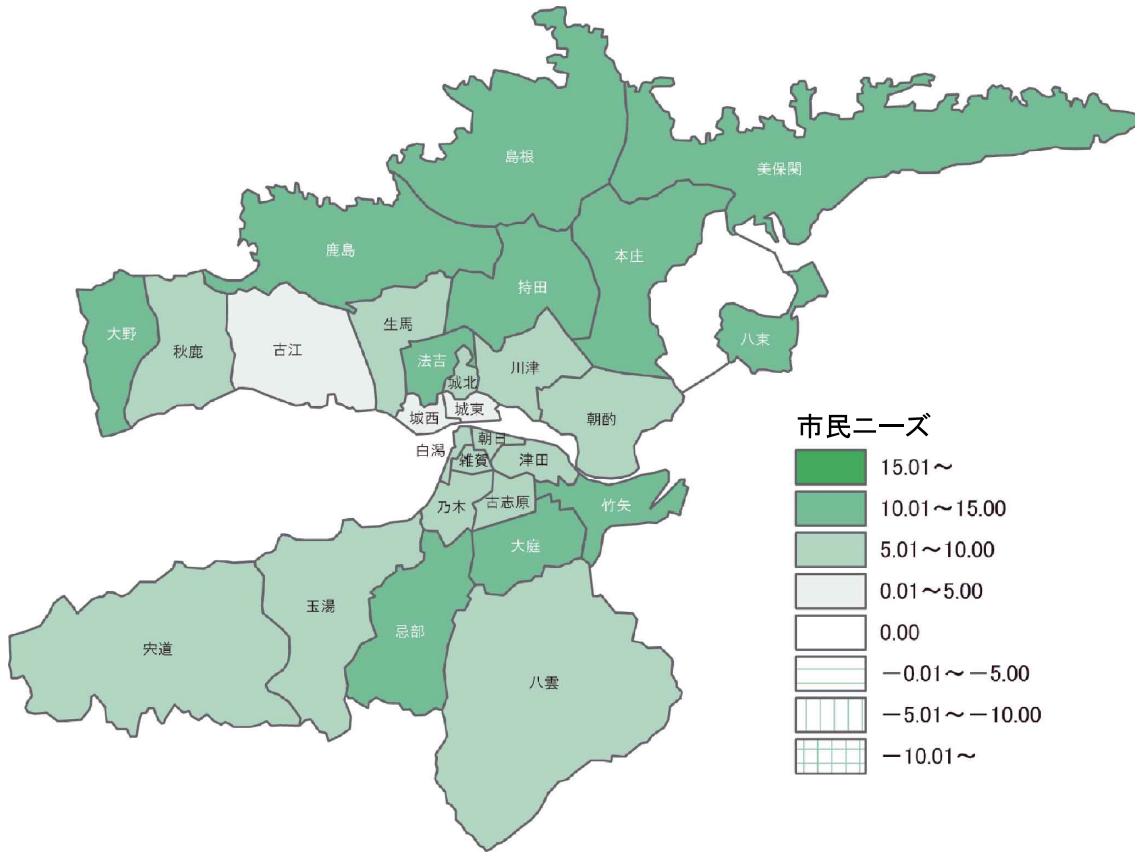 島根
美保関
鹿島
本庄
持田
大野
秋鹿
古江
生馬
法吉
城北
川津
八束
城西
城東
朝酌
白潟
朝日
雑賀
津田
乃木
古志原
竹矢
大庭
玉湯
忌部
宍道
八雲
市民ニーズ
15.01～
10.01～15.00
5.01～10.00
0.01～5.00
0.00
－0.01～－5.00
－5.01～－10.00
－10.01～